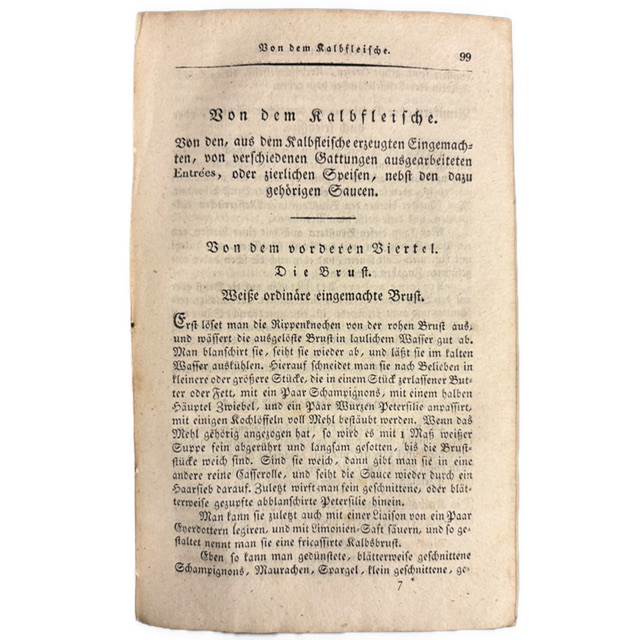 Von dem Kalbfleische.
99
Von dem Kalbfleische.
Von den, aus dem Kalbfleische erzeugten Eingemach-
ten, von verschiedenen Gattungen ausgearbeiteten
Entrées, oder zierlichen Speisen, nebst den dazu
gehörigen Saucen.
Von dem vorderen Viertel.
Die Brust.
Weiße ordinäre eingemachte Brust.
Erst löset man die Rippenknochen von der rohen Brust aus,
und wässert die ausgelöste Brust in laulichem Wasser gut ab.
Man blanschirt sie, seiht sie wieder ab, und läßt sie im kalten
Wasser auskühlen. Hierauf schneidet man sie nach Belieben in
kleinere oder größere Stücke, die in einem Stück zerlassener But-
ter oder Fett, mit ein Paar Schampignons, mit einem halben
Häuptel Zwiebel, und ein Paar Wurzen Petersilie anpassirt,
mit einigen Kochlöffeln voll Mehl bestäubt werden. Wenn das
Mehl gehörig angezogen hat, so wird es mit 1 Maß weißer
Suppe fein abgerührt und langsam gesotten, bis die Brust-
stücke weich sind. Sind sie weich, dann gibt man sie in eine
andere reine Casserolle, und seiht die Sauce wieder durch ein
Haarsieb darauf. Zuletzt wirft man fein geschnittene, oder blät-
terweise gezupfte abblanschirte Petersilie hinein.
Man kann sie zuletzt auch mit einer Liaison von ein Paar
Eyerdottern legiren, und mit Limonien-Saft säuern, und so ge-
staltet nennt man sie eine fricassirte Kalbsbrust.
Eben so kann man gedünstete, blätterweise geschnittene
Schampignons, Maurachen, Spargel, klein geschnittene, ge-
7